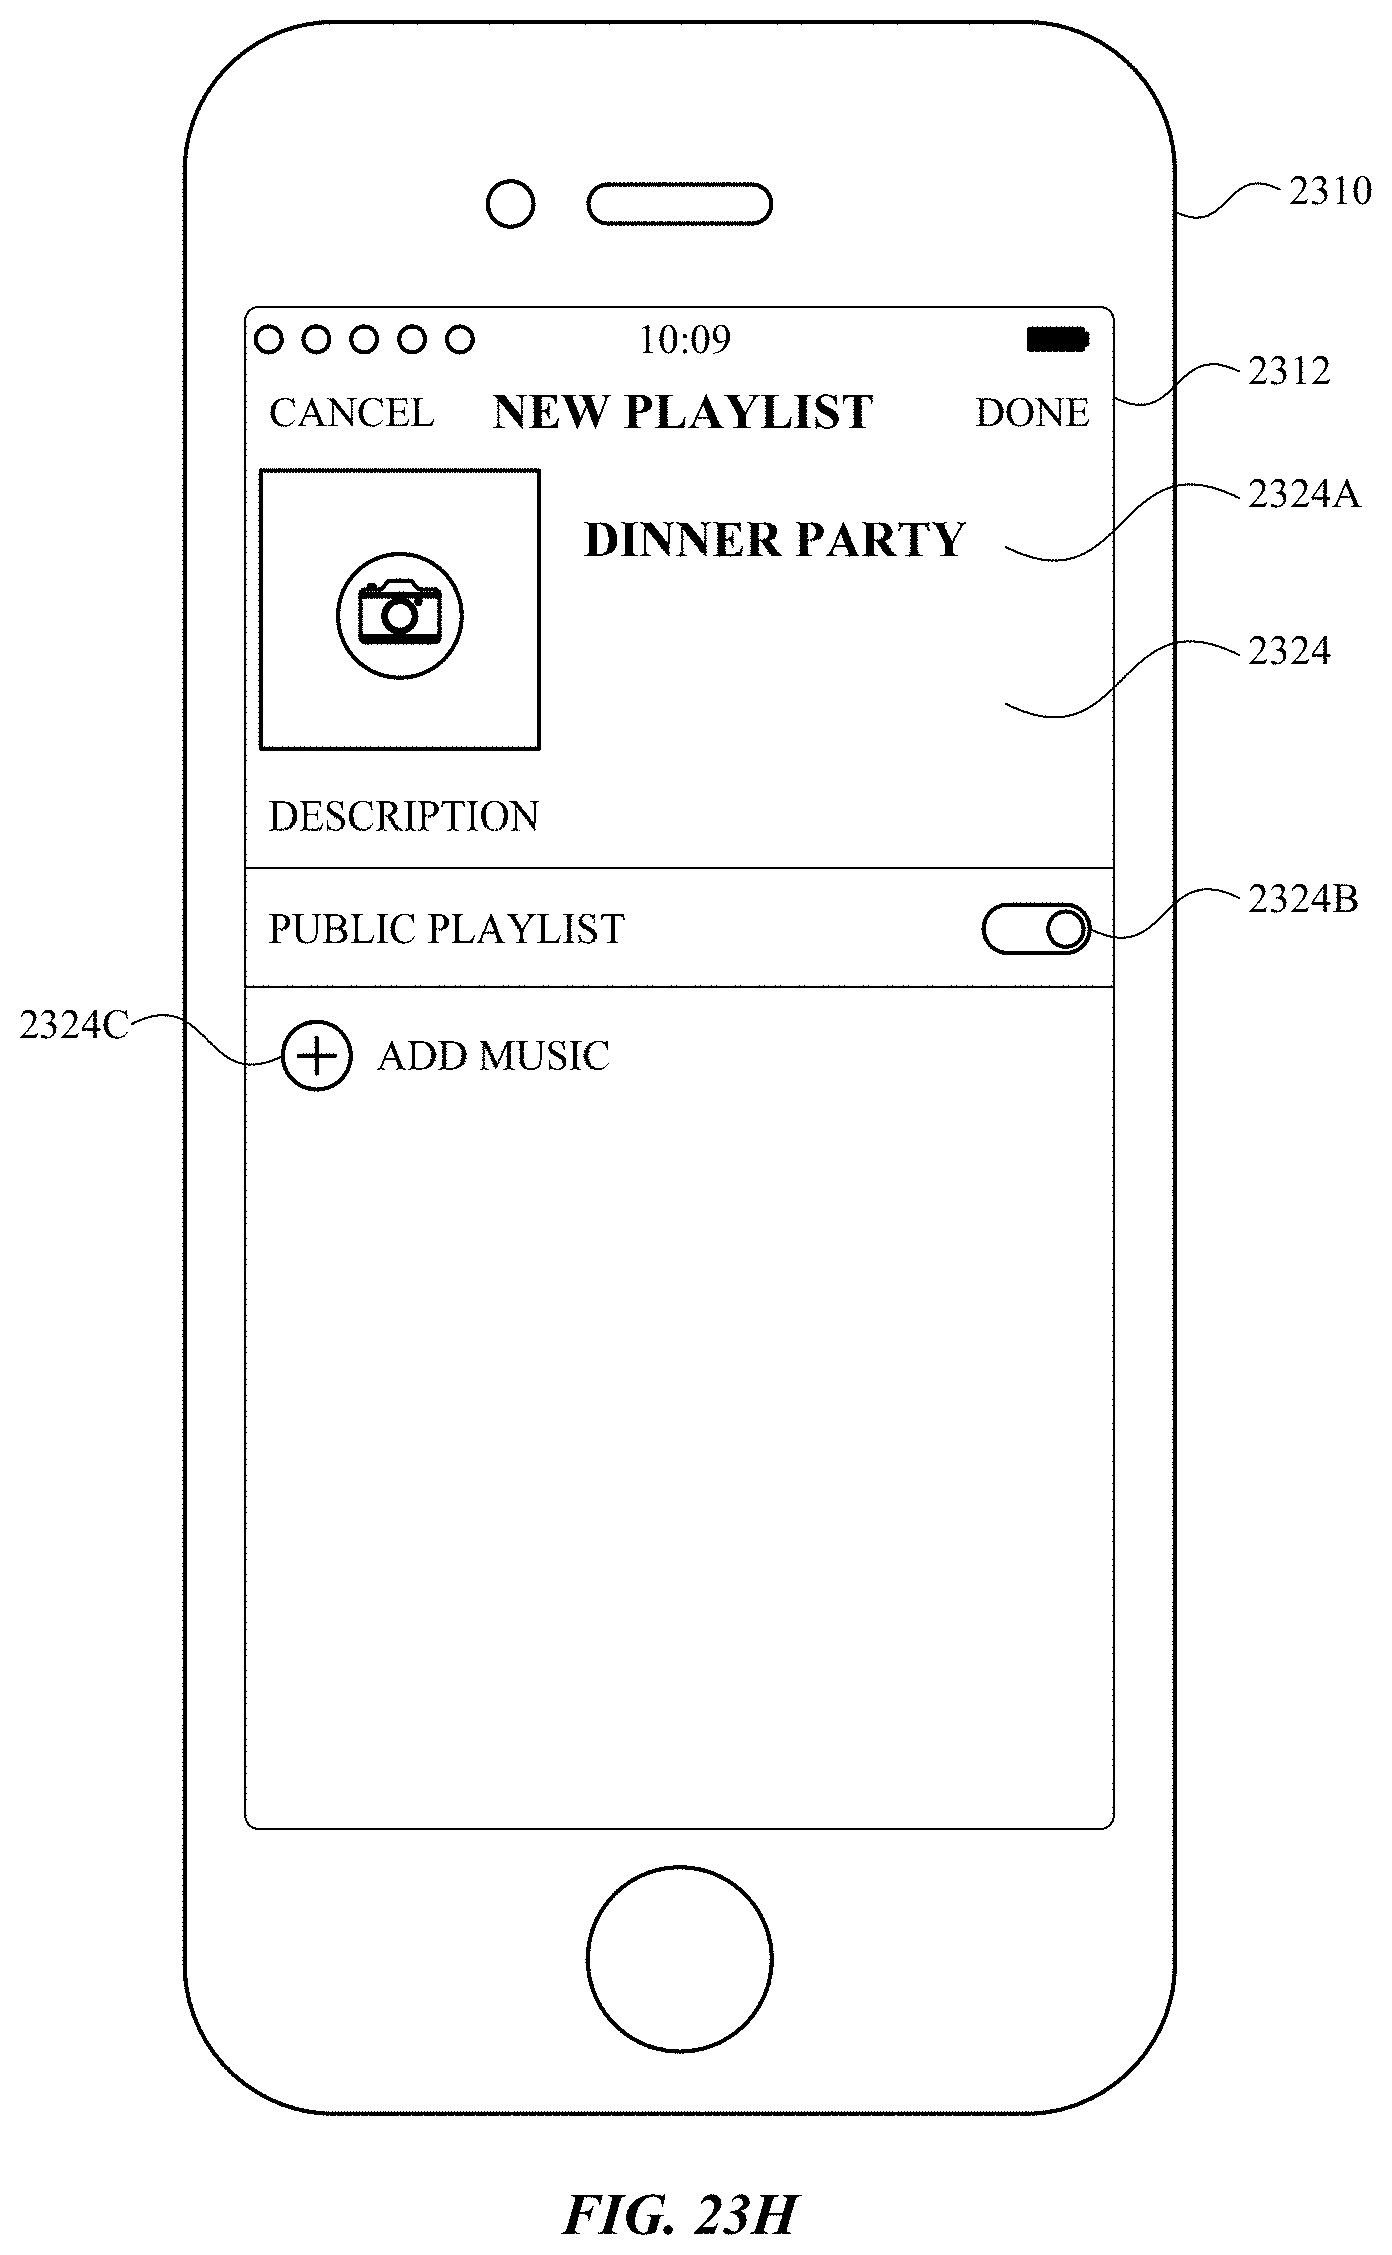 2310
10:09
2312
CANCEL NEW PLAYLIST DONE
2324A
DINNER PARTY
2324
DESCRIPTION
2324B
PUBLIC PLAYLIST
2324C
ADD MUSIC
FIG. 23H